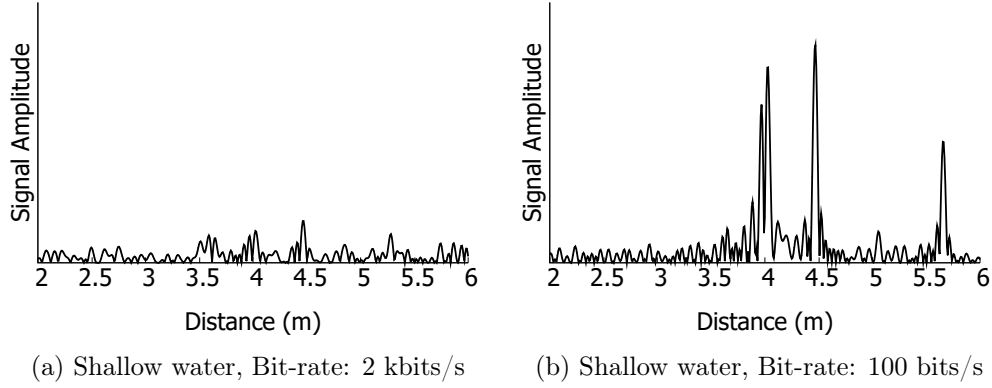 Signal Amplitude
2 2.5 3 3.5 4 4.5 5 5.5 6
Distance (m)
(a) Shallow water, Bit-rate: 2 kbits/s
Signal Amplitude
2 2.5 3 3.5 4 4.5 5 5.5 6
Distance (m)
(b) Shallow water, Bit-rate: 100 bits/s